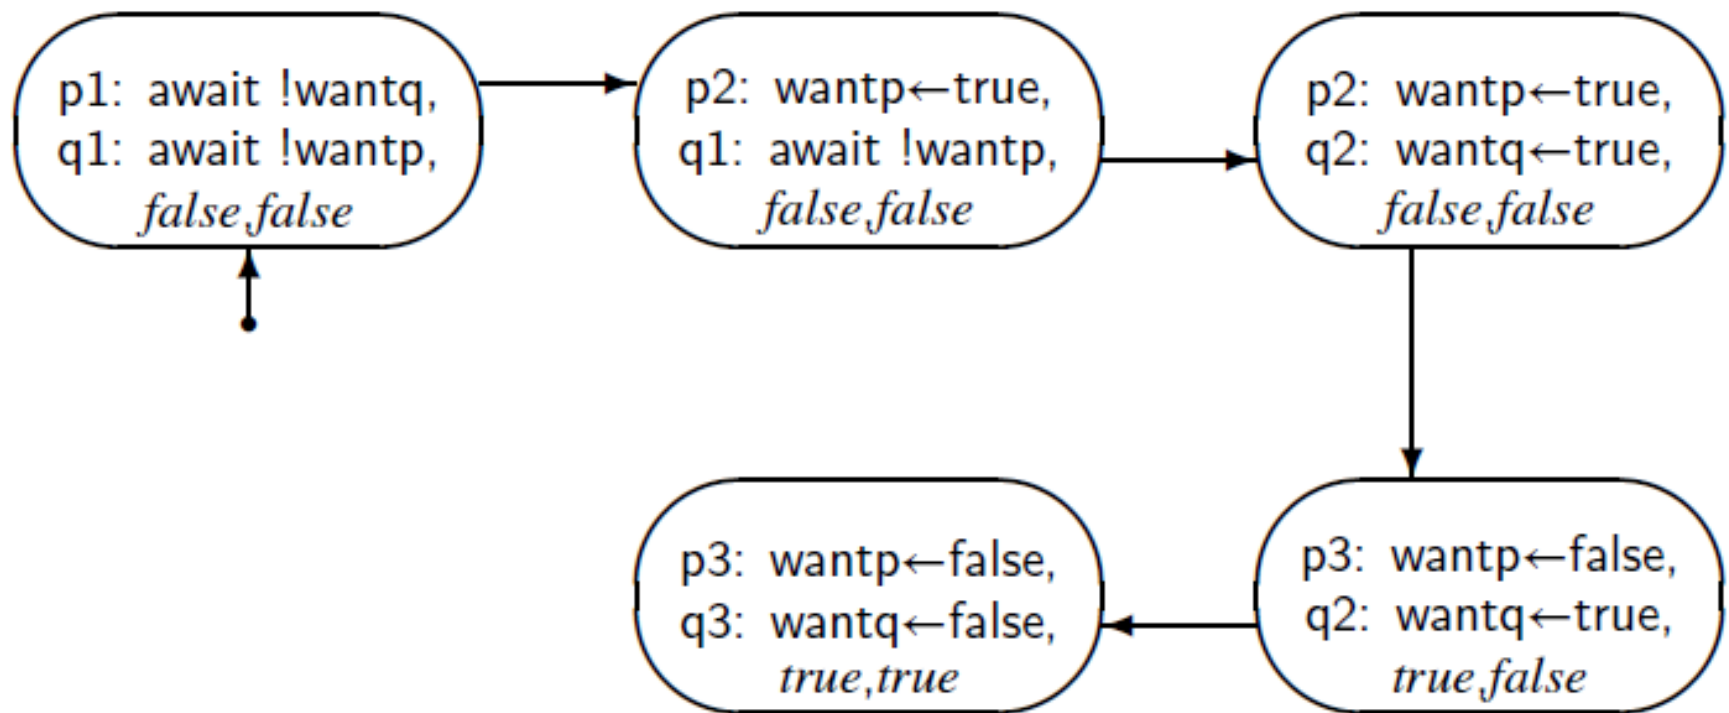 p1: await !wantq,
q1: await !wantp,
false,false
p2: wantp←true,
q1: await !wantp,
false,false
p2: wantp←true,
q2: wantq←true,
false,false
p3: wantp←false,
q3: wantq←false,
true,true
p3: wantp←false,
q2: wantq←true,
true,false